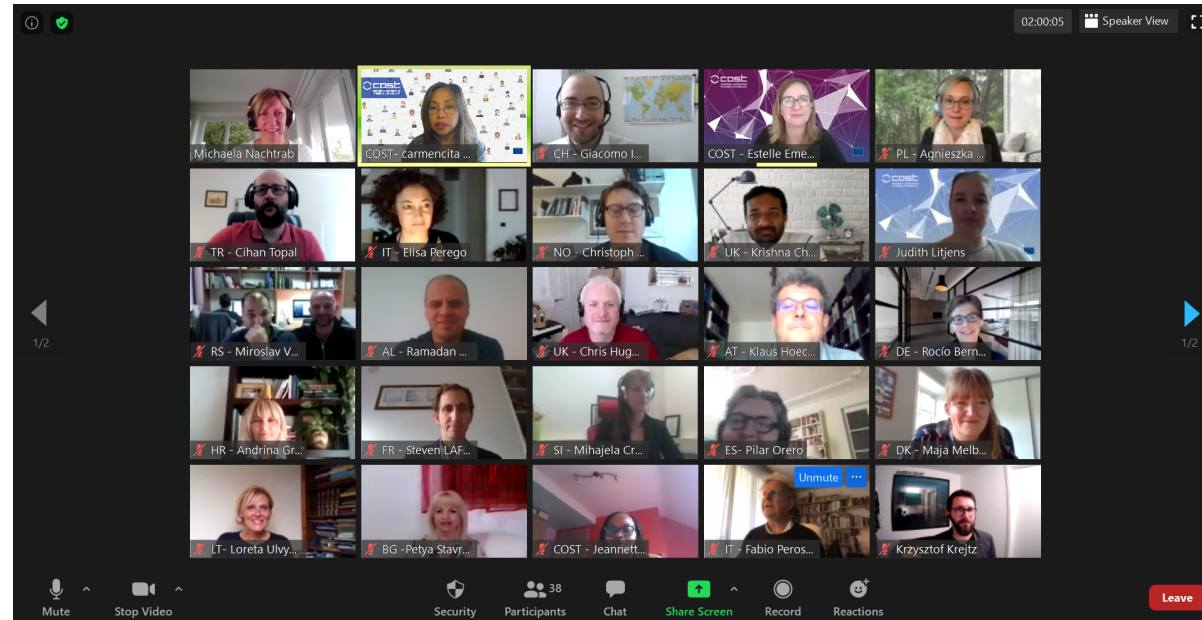 02:00:05
Speaker View
Michaela Nachtrab
cost
COST- carmencita ...
CH - Giacomo I...
cost
COST - Estelle Eme...
PL - Agnieszka ...
TR - Cihan Topal
IT - Elisa Perego
NO - Christoph ...
UK - Krishna Ch...
cost
Judith Litjens
RS - Miroslav V...
AL - Ramadan ...
UK - Chris Hug...
AT - Klaus Hoec...
DE - Rocío Bern...
1/2
1/2
HR - Andrina Gr...
FR - Steven LAF...
SI - Mihajela Cr...
ES- Pilar Orero
DK - Maja Melb...
Unmute
...
LT- Loreta Ulvy...
BG -Petya Stavr...
COST - Jeannett...
IT - Fabio Peros...
Krzysztof Krejtz
38
Mute
Stop Video
Security
Participants
Chat
Share Screen
Record
Reactions
Leave